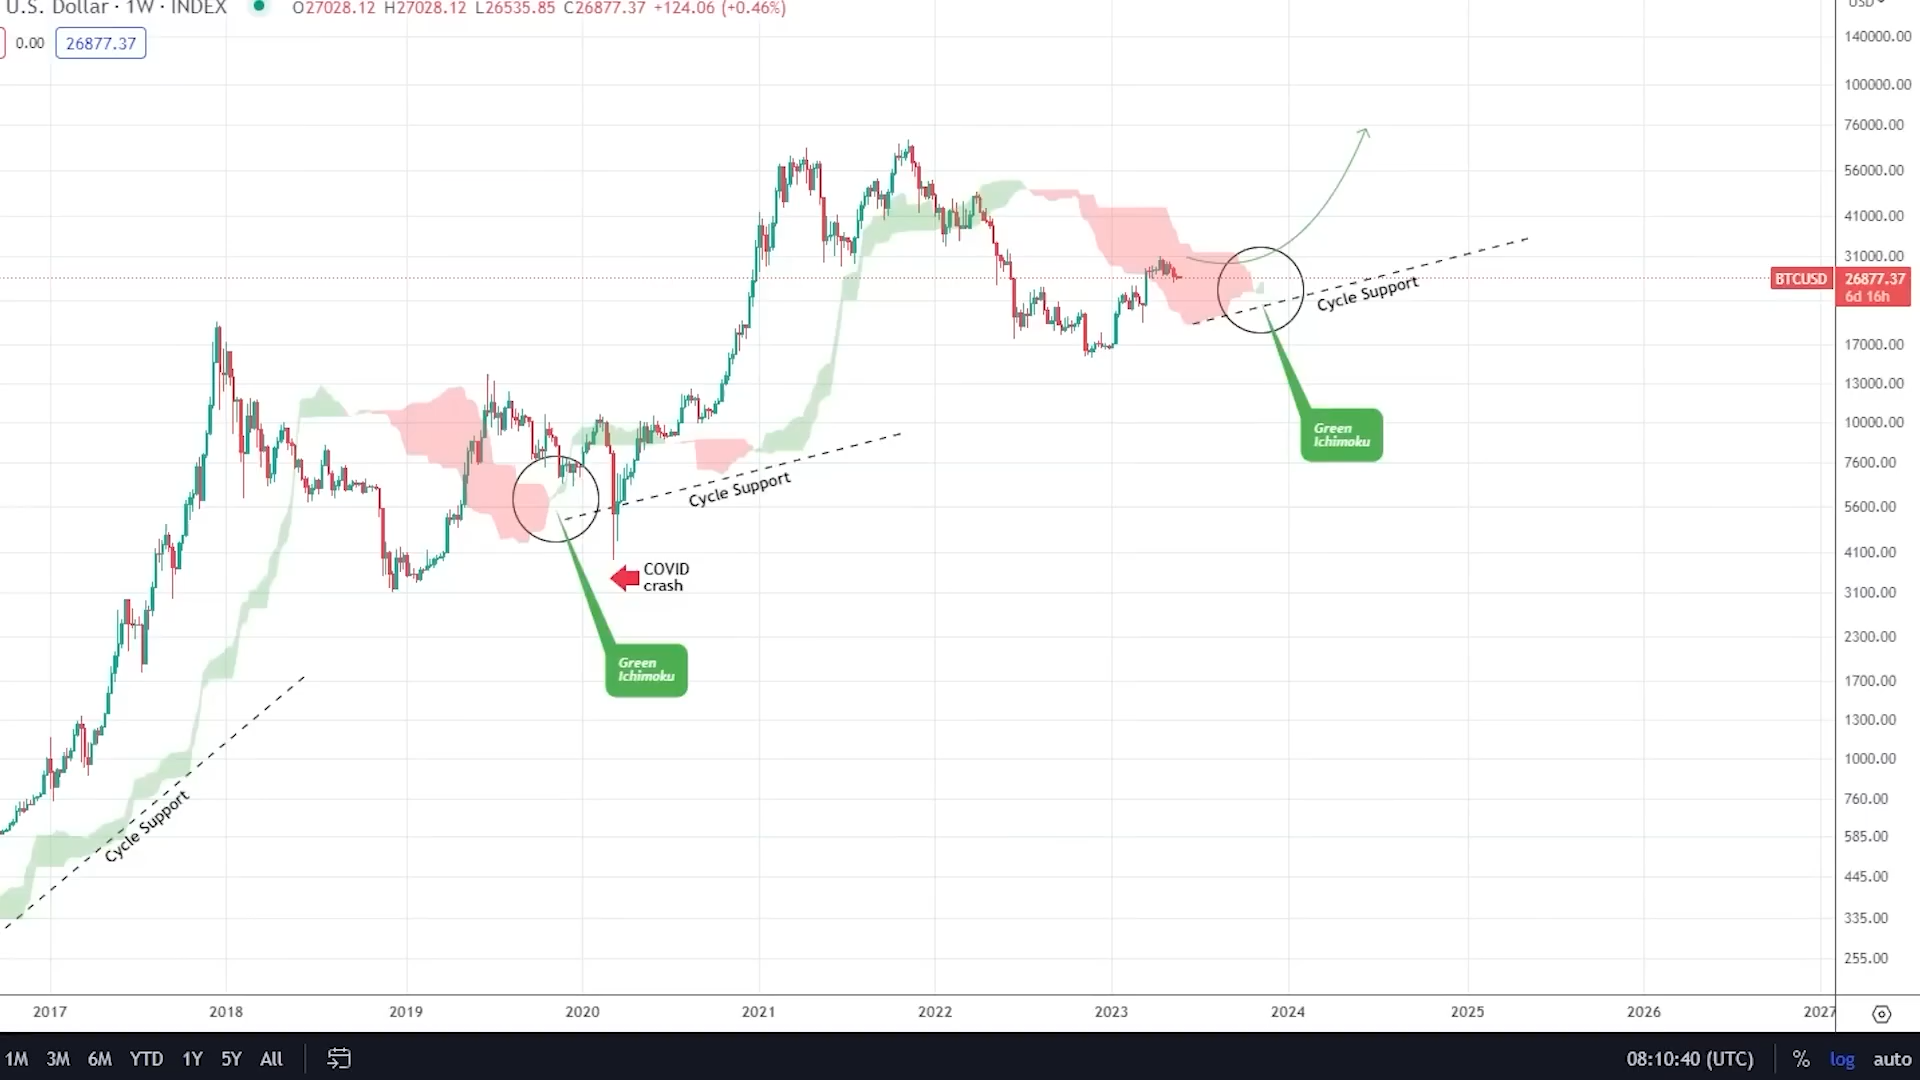 U.S. Dollar · 1W · INDEX O27028.12 H27028.12 L26535.85 C26877.37 +124.06 (+0.46%)
USD
0.00 26877.37
140000.00
100000.00
76000.00
56000.00
41000.00
31000.00
BTCUSD 26877.37
6d 16h
17000.00
13000.00
10000.00
7600.00
5600.00
4100.00
3100.00
2300.00
1700.00
1300.00
1000.00
760.00
585.00
445.00
335.00
255.00
Cycle Support
Green
Ichimoku
Cycle Support
COVID
crash
Green
Ichimoku
Cycle Support
2017 2018 2019 2020 2021 2022 2023 2024 2025 2026 2027
1M 3M 6M YTD 1Y 5Y All 08:10:40 (UTC) % log auto